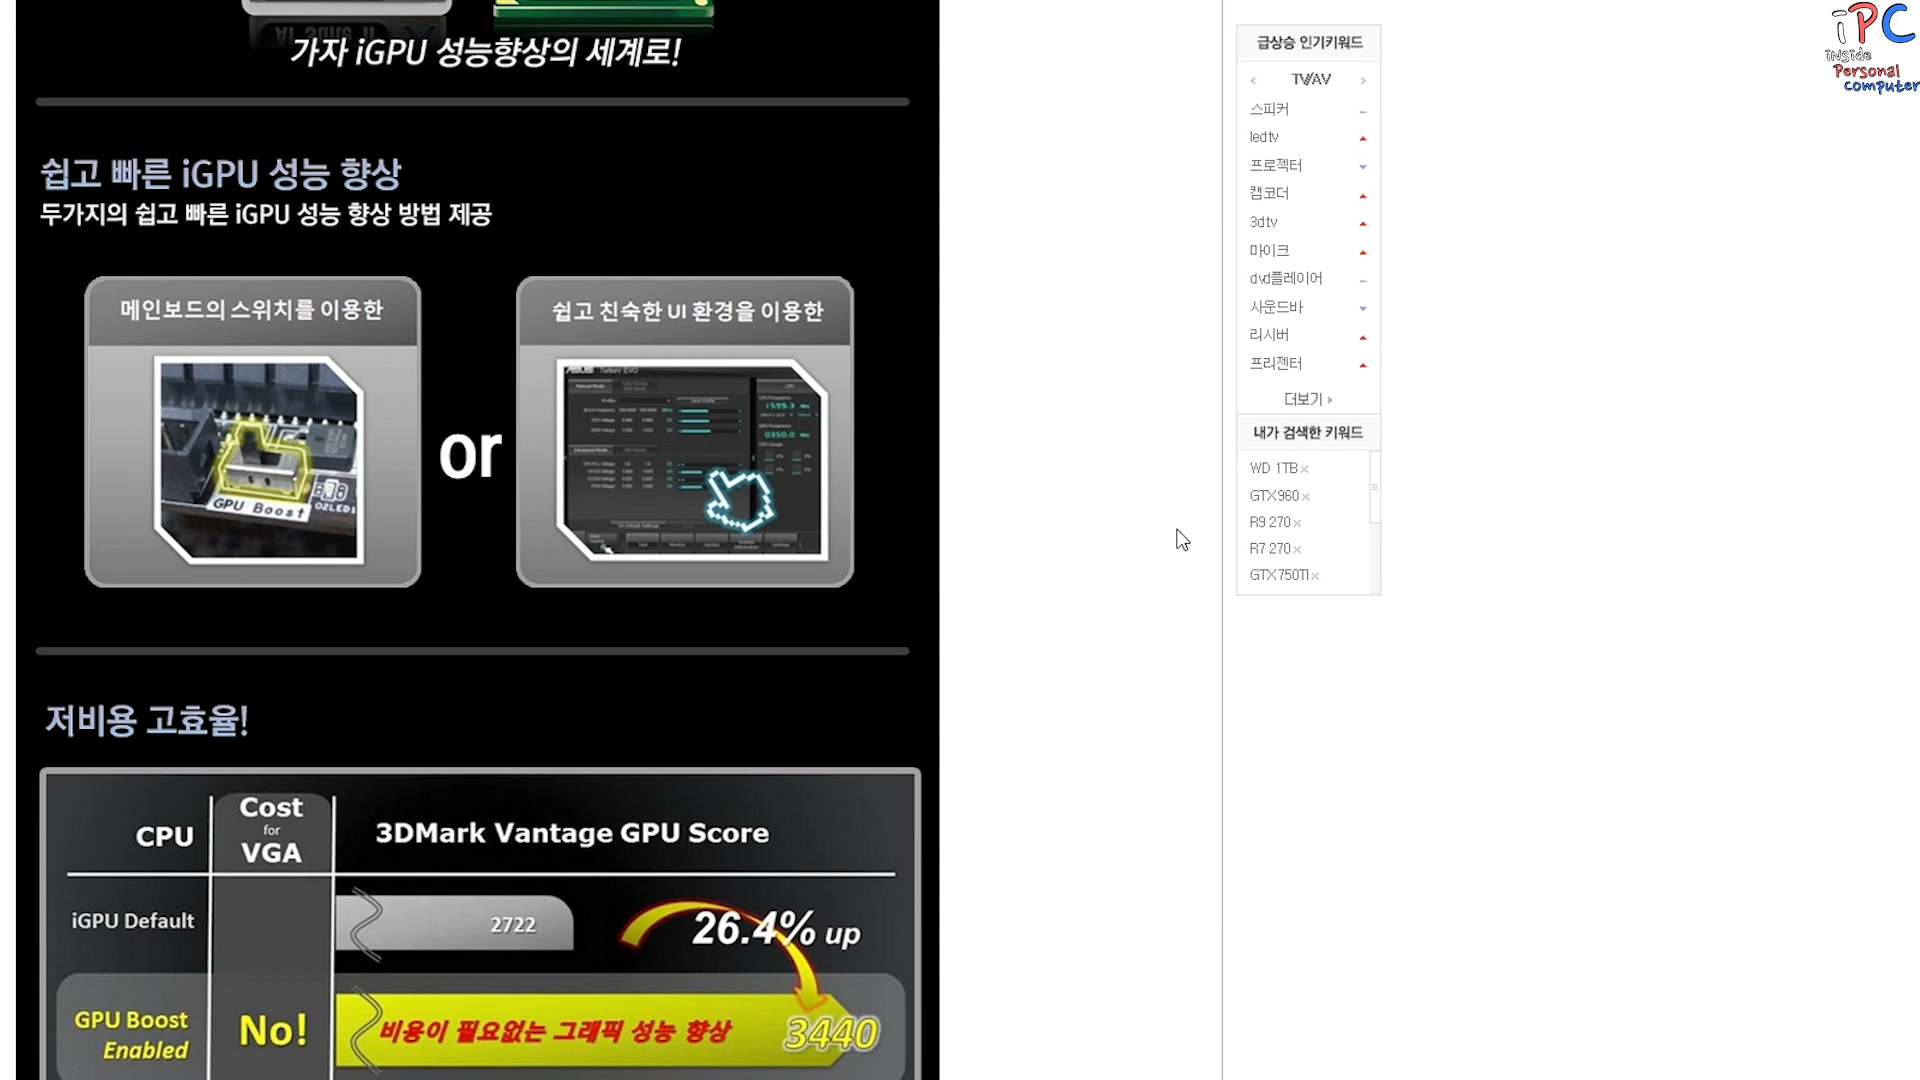 가자 iGPU 성능향상의 세계로!
쉽고 빠른 iGPU 성능 향상
두가지의 쉽고 빠른 iGPU 성능 향상 방법 제공
메인보드의 스위치를 이용한
GPU Boost
O2LED1
or
쉽고 친숙한 UI 환경을 이용한
ASUS TurboV EVO
저비용 고효율!
CPU
Cost
for
VGA
3DMark Vantage GPU Score
iGPU Default
2722
26.4% up
GPU Boost
Enabled
No!
비용이 필요없는 그래픽 성능 향상
3440
급상승 인기키워드
TV/AV
스피커
ledtv
프로젝터
캠코더
3dtv
마이크
dvd플레이어
사운드바
리시버
프리젠터
더보기
내가 검색한 키워드
WD 1TB
GTX960
R9 270
R7 270
GTX750TI
iPC
iNSide
Personal
Computer